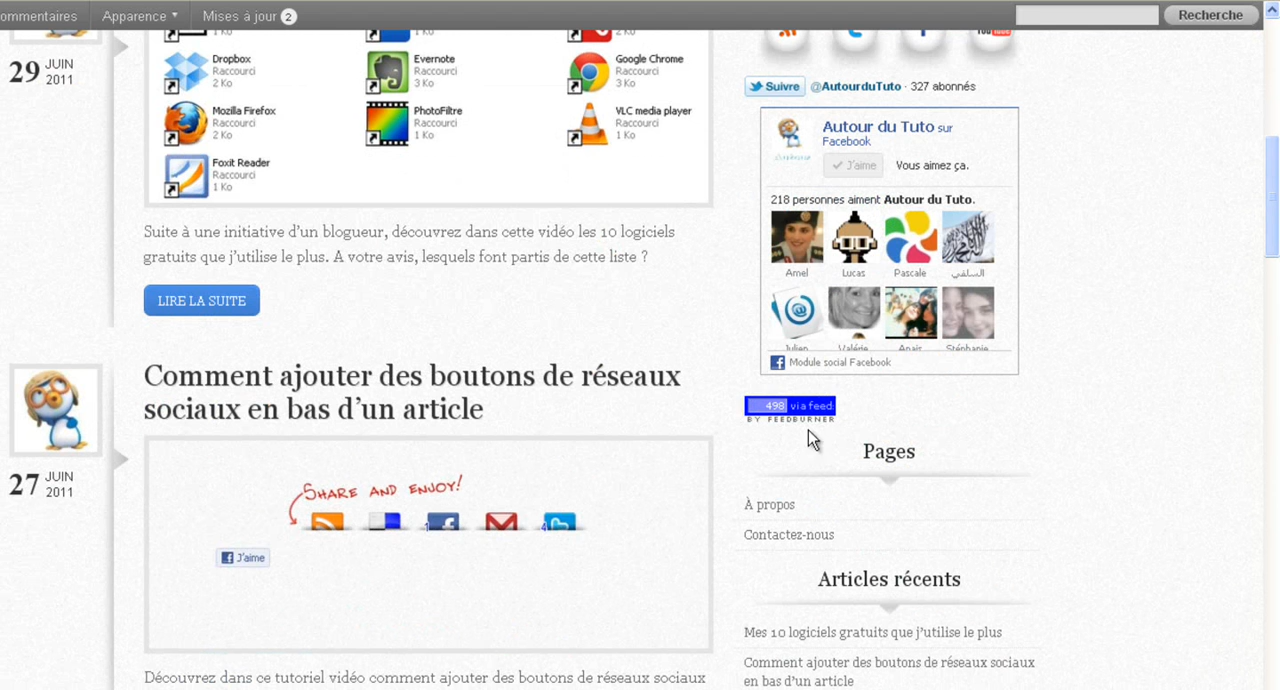 ommentaires
Apparence
Mises à jour 2
Recherche
29 JUIN
2011
1 Ko
2 Ko
Dropbox
Raccourci
2 Ko
Evernote
Raccourci
3 Ko
Google Chrome
Raccourci
3 Ko
Mozilla Firefox
Raccourci
2 Ko
PhotoFiltre
Raccourci
1 Ko
VLC media player
Raccourci
1 Ko
Foxit Reader
Raccourci
1 Ko
Suite à une initiative d'un blogueur, découvrez dans cette vidéo les 10 logiciels
gratuits que j'utilise le plus. A votre avis, lesquels font partis de cette liste ?
LIRE LA SUITE
Comment ajouter des boutons de réseaux
sociaux en bas d'un article
27 JUIN
2011
SHARE AND ENJOY!
J'aime
Découvrez dans ce tutoriel vidéo comment ajouter des boutons de réseaux sociaux
Suivre @AutourduTuto · 327 abonnés
Autour du Tuto sur
Facebook
J'aime Vous aimez ça.
218 personnes aiment Autour du Tuto.
Amel Lucas Pascale السلفي
Julien Valérie Anais Stéphanie
Module social Facebook
498 via feed
BY FEEDBURNER
Pages
À propos
Contactez-nous
Articles récents
Mes 10 logiciels gratuits que j'utilise le plus
Comment ajouter des boutons de réseaux sociaux
en bas d'un article